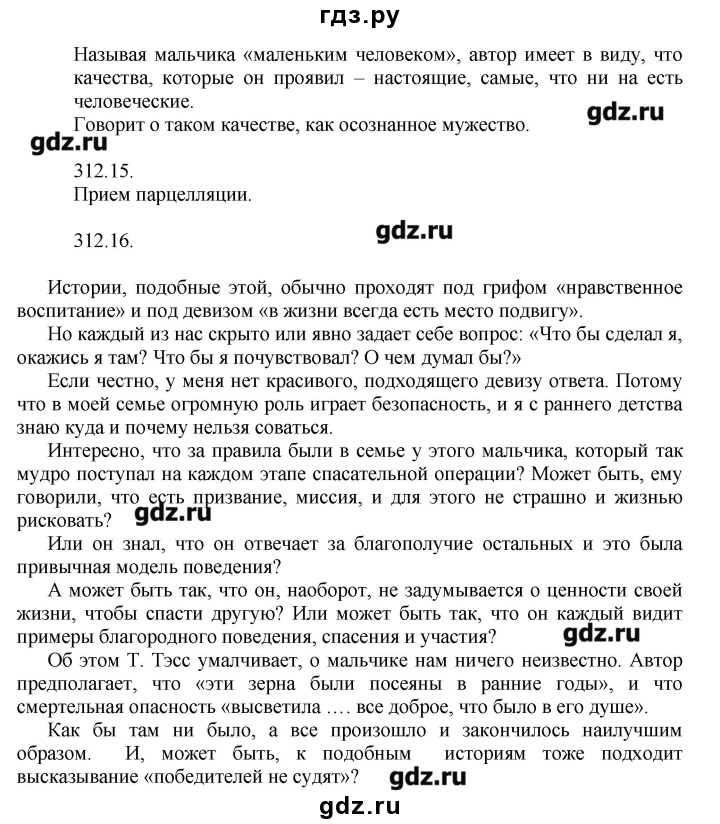 гдз.ру
Называя мальчика «маленьким человеком», автор имеет в виду, что
качества, которые он проявил – настоящие, самые, что ни на есть
человеческие.
gdz.ru
Говорит о таком качестве, как осознанное мужество.
gdz.ru
312.15.
Прием парцелляции.
gdz.ru
312.16.
Истории, подобные этой, обычно проходят под грифом «нравственное
воспитание» и под девизом «в жизни всегда есть место подвигу».
Но каждый из нас скрыто или явно задает себе вопрос: «Что бы сделал я,
окажись я там? Что бы я почувствовал? О чем думал бы?»
Если честно, у меня нет красивого, подходящего девизу ответа. Потому
что в моей семье огромную роль играет безопасность, и я с раннего детства
знаю куда и почему нельзя соваться.
Интересно, что за правила были в семье у этого мальчика, который так
мудро поступал на каждом этапе спасательной операции? Может быть, ему
говорили, что есть призвание, миссия, и для этого не страшно и жизнью
рисковать?
gdz.ru
Или он знал, что он отвечает за благополучие остальных и это была
привычная модель поведения?
А может быть так, что он, наоборот, не задумывается о ценности своей
жизни, чтобы спасти другую? Или может быть так, что он каждый видит
примеры благородного поведения, спасения и участия?
gdz.ru
Об этом Т. Тэсс умалчивает, о мальчике нам ничего неизвестно. Автор
предполагает, что «эти зерна были посеяны в ранние годы», и что
смертельная опасность «высветила …. все доброе, что было в его душе».
Как бы там ни было, а все произошло и закончилось наилучшим
образом. И, может быть, к подобным историям тоже подходит
высказывание «победителей не судят»?
gdz.ru
гдз.ру